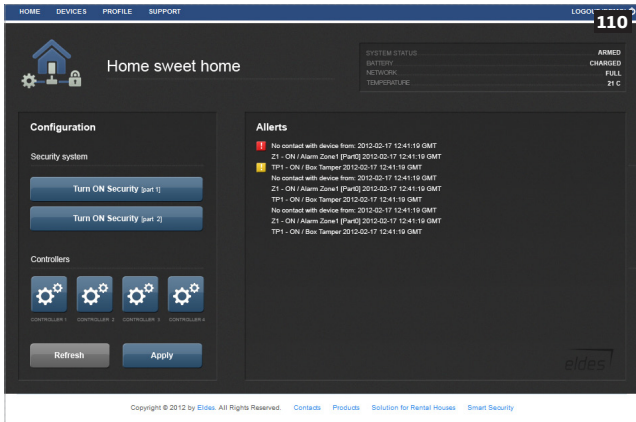 HOME DEVICES PROFILE SUPPORT
110
Home sweet home
SYSTEM STATUS ARMED
BATTERY CHARGED
NETWORK FULL
TEMPERATURE 21 C
Configuration
Security system
Turn ON Security [part 1]
Turn ON Security [part 2]
Controllers
CONTROLLER 1 CONTROLLER 2 CONTROLLER 3 CONTROLLER 4
Refresh Apply
Allerts
No contact with device from: 2012-02-17 12:41:19 GMT
Z1 - ON / Alarm Zone1 [Part0] 2012-02-17 12:41:19 GMT
TP1 - ON / Box Tamper 2012-02-17 12:41:19 GMT
No contact with device from: 2012-02-17 12:41:19 GMT
Z1 - ON / Alarm Zone1 [Part0] 2012-02-17 12:41:19 GMT
TP1 - ON / Box Tamper 2012-02-17 12:41:19 GMT
No contact with device from: 2012-02-17 12:41:19 GMT
Z1 - ON / Alarm Zone1 [Part0] 2012-02-17 12:41:19 GMT
TP1 - ON / Box Tamper 2012-02-17 12:41:19 GMT
eldes
Copyright © 2012 by Eldes. All Rights Reserved. Contacts Products Solution for Rental Houses Smart Security